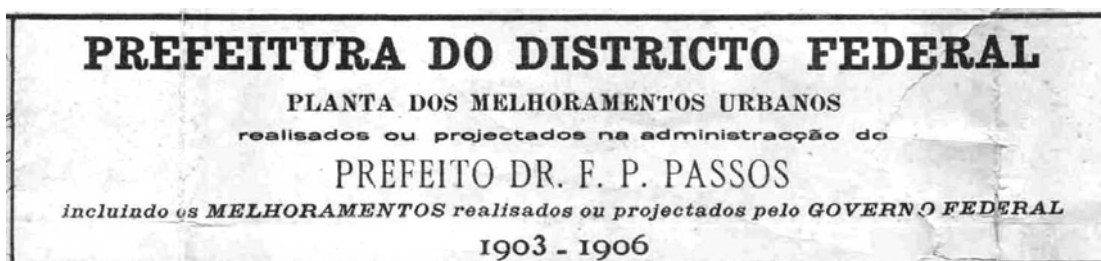 PREFEITURA DO DISTRICTO FEDERAL
PLANTA DOS MELHORAMENTOS URBANOS
realisados ou projectados na administracção do
PREFEITO DR. F. P. PASSOS
incluindo os MELHORAMENTOS realisados ou projectados pelo GOVERNO FEDERAL
1903 - 1906